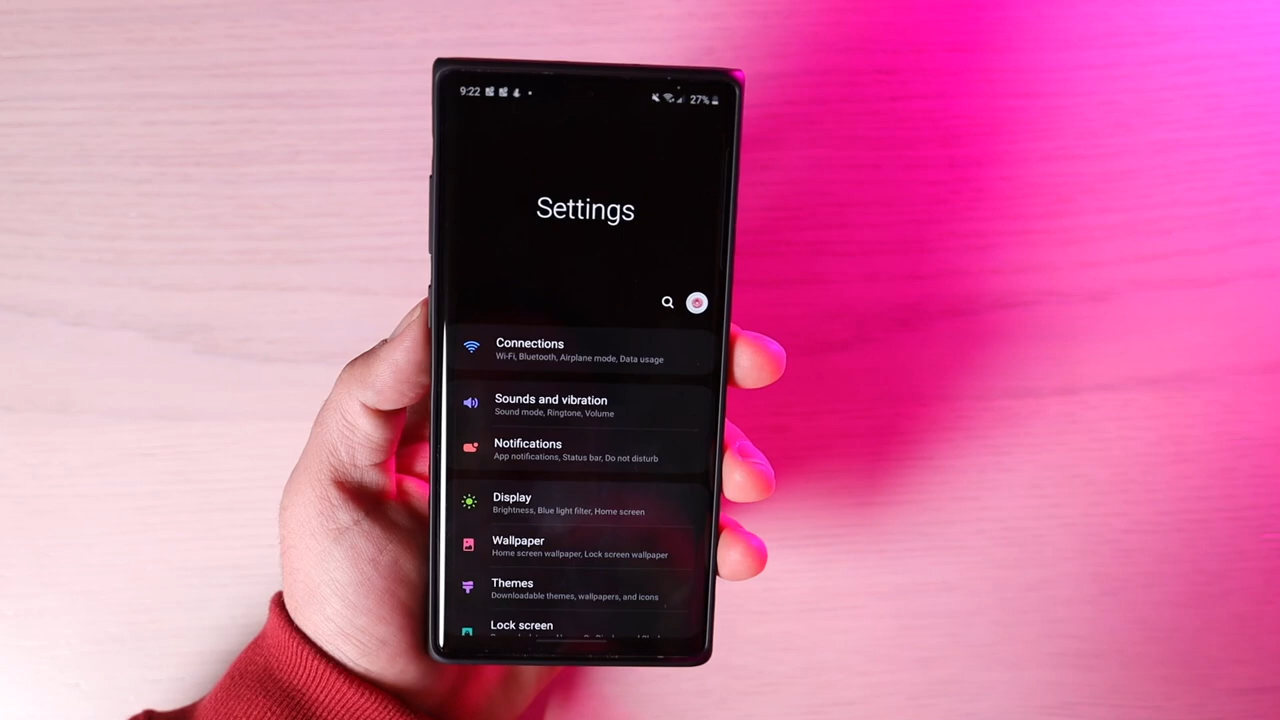 9:22
27%
Settings
Connections
Wi-Fi, Bluetooth, Airplane mode, Data usage
Sounds and vibration
Sound mode, Ringtone, Volume
Notifications
App notifications, Status bar, Do not disturb
Display
Brightness, Blue light filter, Home screen
Wallpaper
Home screen wallpaper, Lock screen wallpaper
Themes
Downloadable themes, wallpapers, and icons
Lock screen